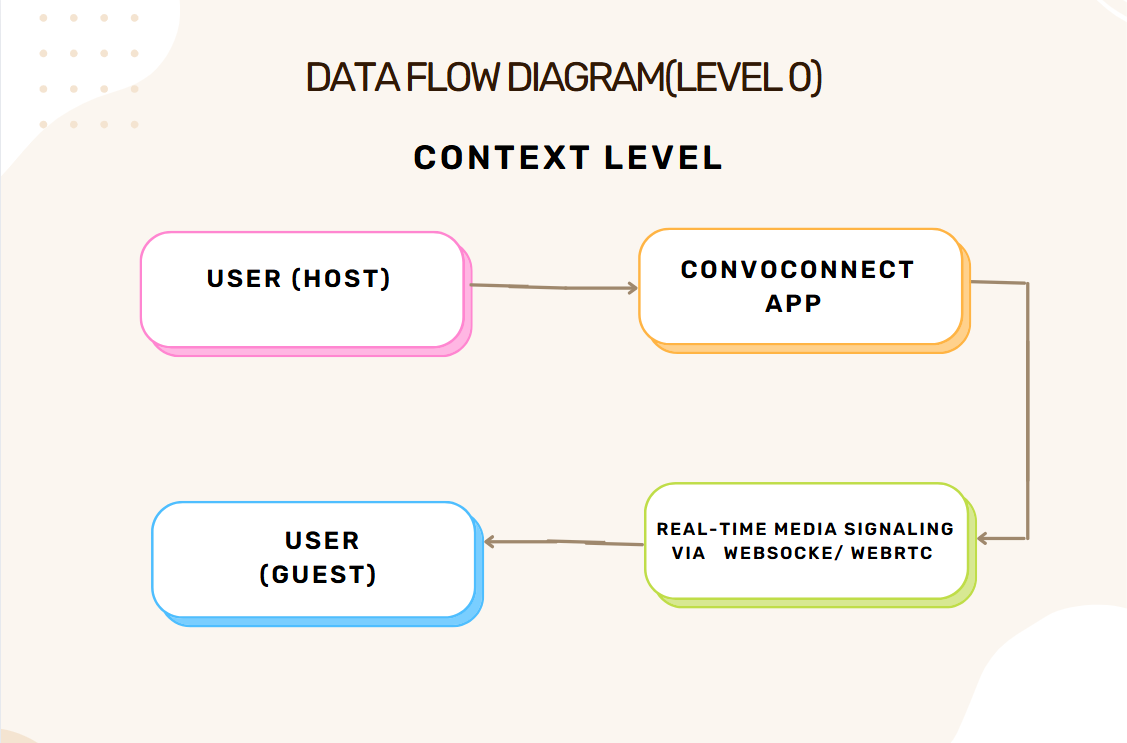 DATA FLOW DIAGRAM(LEVEL 0)
CONTEXT LEVEL
USER (HOST)
CONVOCONNECT
APP
REAL-TIME MEDIA SIGNALING
VIA WEBSOCKE/ WEBRTC
USER
(GUEST)